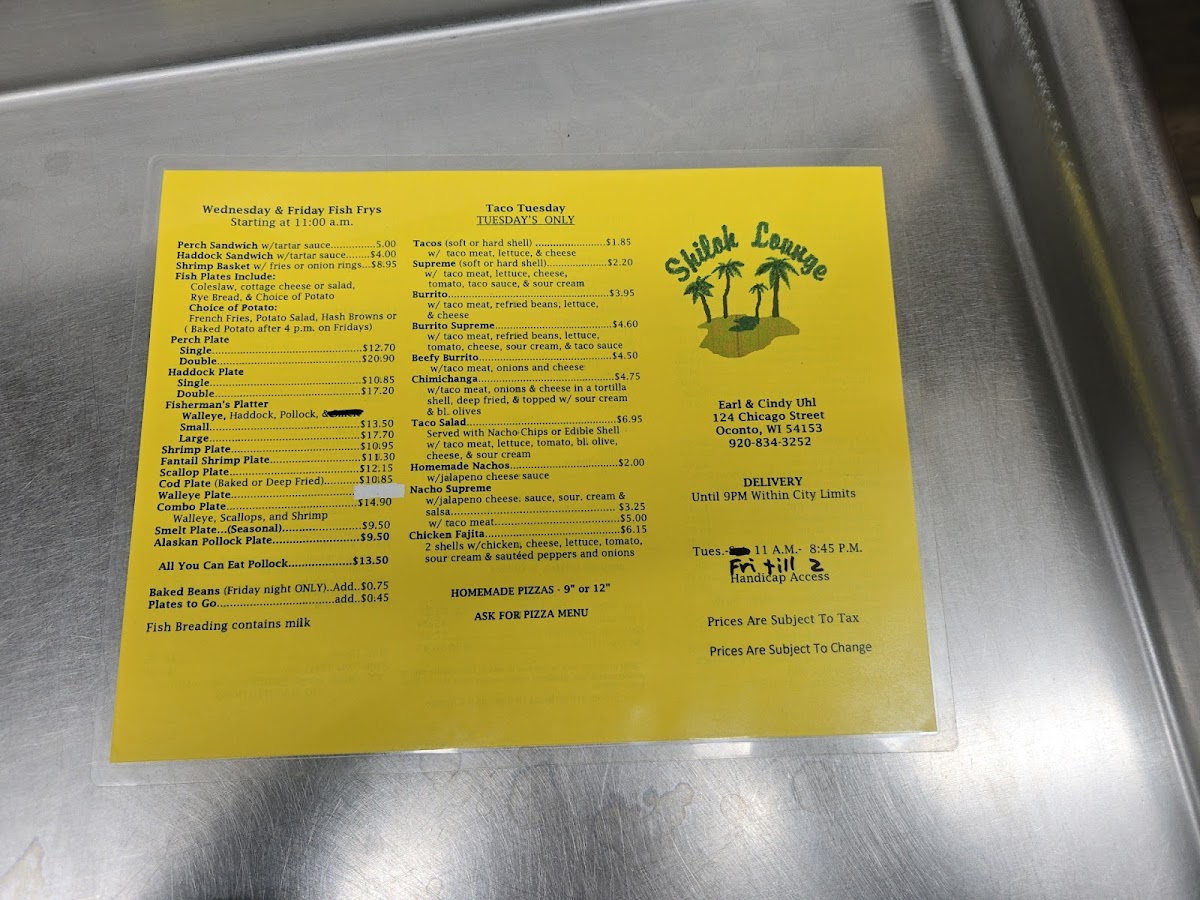 Wednesday & Friday Fish Frys
Starting at 11:00 a.m.
Perch Sandwich w/tartar sauce...............5.00
Haddock Sandwich w/tartar sauce........$4.00
Shrimp Basket w/ fries or onion rings...$8.95
Fish Plates Include:
Coleslaw, cottage cheese or salad,
Rye Bread, & Choice of Potato
Choice of Potato:
French Fries, Potato Salad, Hash Browns or
( Baked Potato after 4 p.m. on Fridays)
Perch Plate
Single......................................$12.70
Double.....................................$20.90
Haddock Plate
Single......................................$10.85
Double.....................................$17.20
Fisherman's Platter
Walleye, Haddock, Pollock, &
Small.......................................$13.50
Large.......................................$17.70
Shrimp Plate.....................................$10.95
Fantail Shrimp Plate..........................$11.30
Scallop Plate.....................................$12.15
Cod Plate (Baked or Deep Fried)..........$10.85
Walleye Plate...............................
Combo Plate.....................................$14.90
Walleye, Scallops, and Shrimp
Smelt Plate...(Seasonal)......................$9.50
Alaskan Pollock Plate.........................$9.50
All You Can Eat Pollock..................$13.50
Baked Beans (Friday night ONLY)..Add..$0.75
Plates to Go.................................add..$0.45
Fish Breading contains milk
Taco Tuesday
TUESDAY'S ONLY
Tacos (soft or hard shell) .......................$1.85
w/ taco meat, lettuce, & cheese
Supreme (soft or hard shell)....................$2.20
w/ taco meat, lettuce, cheese,
tomato, taco sauce, & sour cream
Burrito...............................................$3.95
w/ taco meat, refried beans, lettuce,
& cheese
Burrito Supreme...................................$4.60
w/ taco meat, refried beans, lettuce,
tomato, cheese, sour cream, & taco sauce
Beefy Burrito.......................................$4.50
w/taco meat, onions and cheese
Chimichanga........................................$4.75
w/taco meat, onions & cheese in a tortilla
shell, deep fried, & topped w/ sour cream
& bl. olives
Taco Salad...........................................$6.95
Served with Nacho Chips or Edible Shell
w/ taco meat, lettuce, tomato, bl. olive,
cheese, & sour cream
Homemade Nachos................................$2.00
w/jalapeno cheese sauce
Nacho Supreme
w/jalapeno cheese. sauce, sour. cream &
salsa................................................. $3.25
w/ taco meat.......................................$5.00
Chicken Fajita......................................$6.15
2 shells w/chicken, cheese, lettuce, tomato,
sour cream & sautéed peppers and onions
HOMEMADE PIZZAS - 9" or 12"
ASK FOR PIZZA MENU
Shiloh Lounge
Earl & Cindy Uhl
124 Chicago Street
Oconto, WI 54153
920-834-3252
DELIVERY
Until 9PM Within City Limits
Tues.- 11 A.M.- 8:45 P.M.
Fri till 2
Handicap Access
Prices Are Subject To Tax
Prices Are Subject To Change